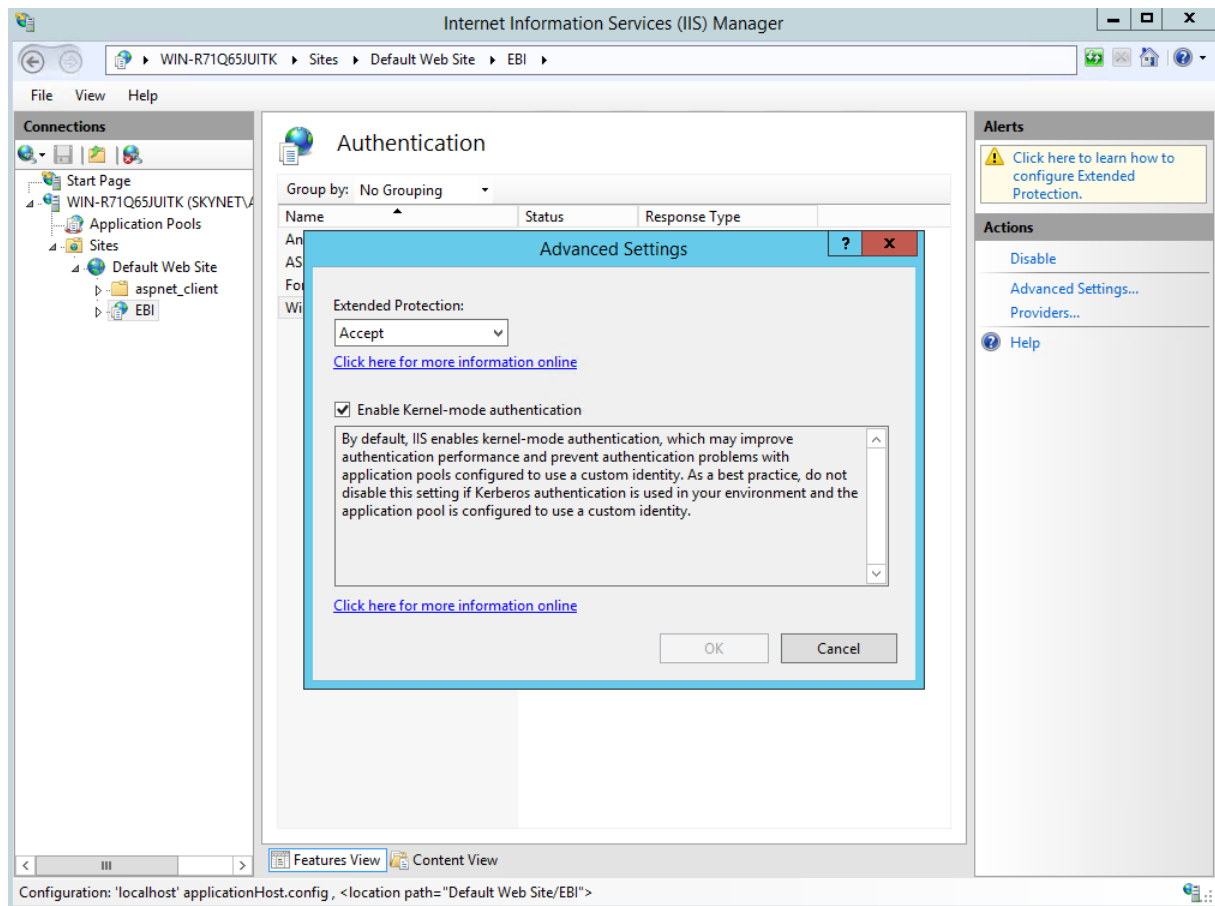 Internet Information Services (IIS) Manager
WIN-R71Q65JUITK Sites Default Web Site EBI
File View Help
Connections
Start Page
WIN-R71Q65JUITK (SKYNET\A
Application Pools
Sites
Default Web Site
aspnet_client
EBI
Authentication
Group by: No Grouping
Name Status Response Type
An
AS
For
Wi
Advanced Settings
? x
Extended Protection:
Accept
Click here for more information online
Enable Kernel-mode authentication
By default, IIS enables kernel-mode authentication, which may improve
authentication performance and prevent authentication problems with
application pools configured to use a custom identity. As a best practice, do not
disable this setting if Kerberos authentication is used in your environment and the
application pool is configured to use a custom identity.
Click here for more information online
OK Cancel
Features View Content View
Alerts
Click here to learn how to
configure Extended
Protection.
Actions
Disable
Advanced Settings...
Providers...
Help
Configuration: 'localhost' applicationHost.config , <location path="Default Web Site/EBI">